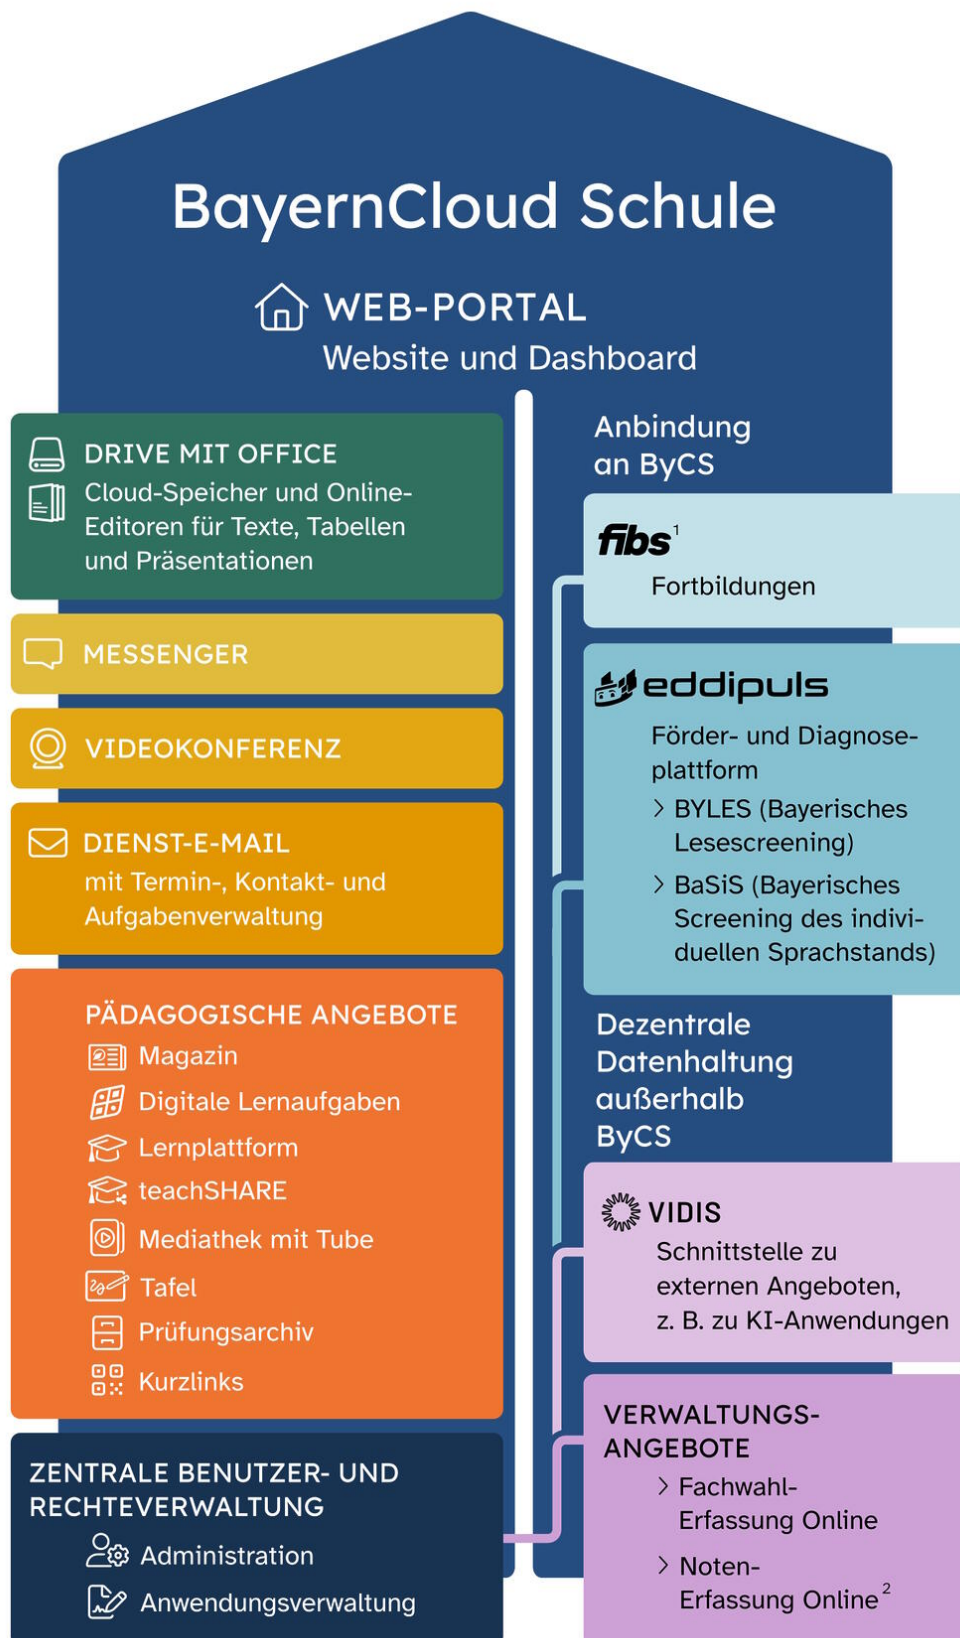 BayernCloud Schule
WEB-PORTAL
Website und Dashboard
DRIVE MIT OFFICE
Cloud-Speicher und Online-
Editoren für Texte, Tabellen
und Präsentationen
MESSENGER
VIDEOKONFERENZ
DIENST-E-MAIL
mit Termin-, Kontakt- und
Aufgabenverwaltung
PÄDAGOGISCHE ANGEBOTE
Magazin
Digitale Lernaufgaben
Lernplattform
teachSHARE
Mediathek mit Tube
Tafel
Prüfungsarchiv
Kurzlinks
ZENTRALE BENUTZER- UND
RECHTEVERWALTUNG
Administration
Anwendungsverwaltung
Anbindung
an ByCS
fibs¹
Fortbildungen
eddipuls
Förder- und Diagnose-
plattform
> BYLES (Bayerisches
Lesescreening)
> BaSiS (Bayerisches
Screening des indivi-
duellen Sprachstands)
Dezentrale
Datenhaltung
außerhalb
ByCS
VIDIS
Schnittstelle zu
externen Angeboten,
z. B. zu KI-Anwendungen
VERWALTUNGS-
ANGEBOTE
> Fachwahl-
Erfassung Online
> Noten-
Erfassung Online²